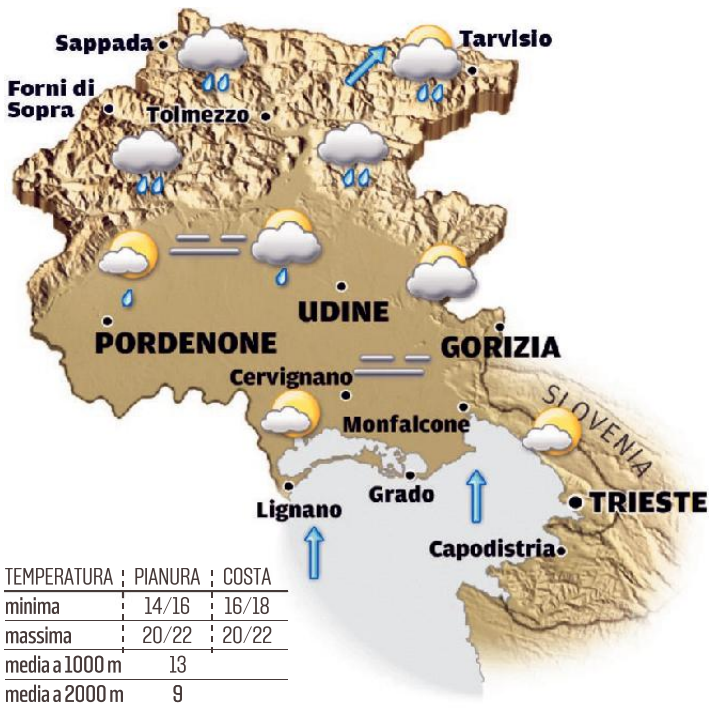 Sappada
Tarvisio
Forni di
Sopra
Tolmezzo
UDINE
PORDENONE
GORIZIA
Cervignano
SLOVENIA
Monfalcone
Grado
Lignano
TRIESTE
Capodistria
TEMPERATURA PIANURA COSTA
minima 14/16 16/18
massima 20/22 20/22
media a 1000 m 13
media a 2000 m 9